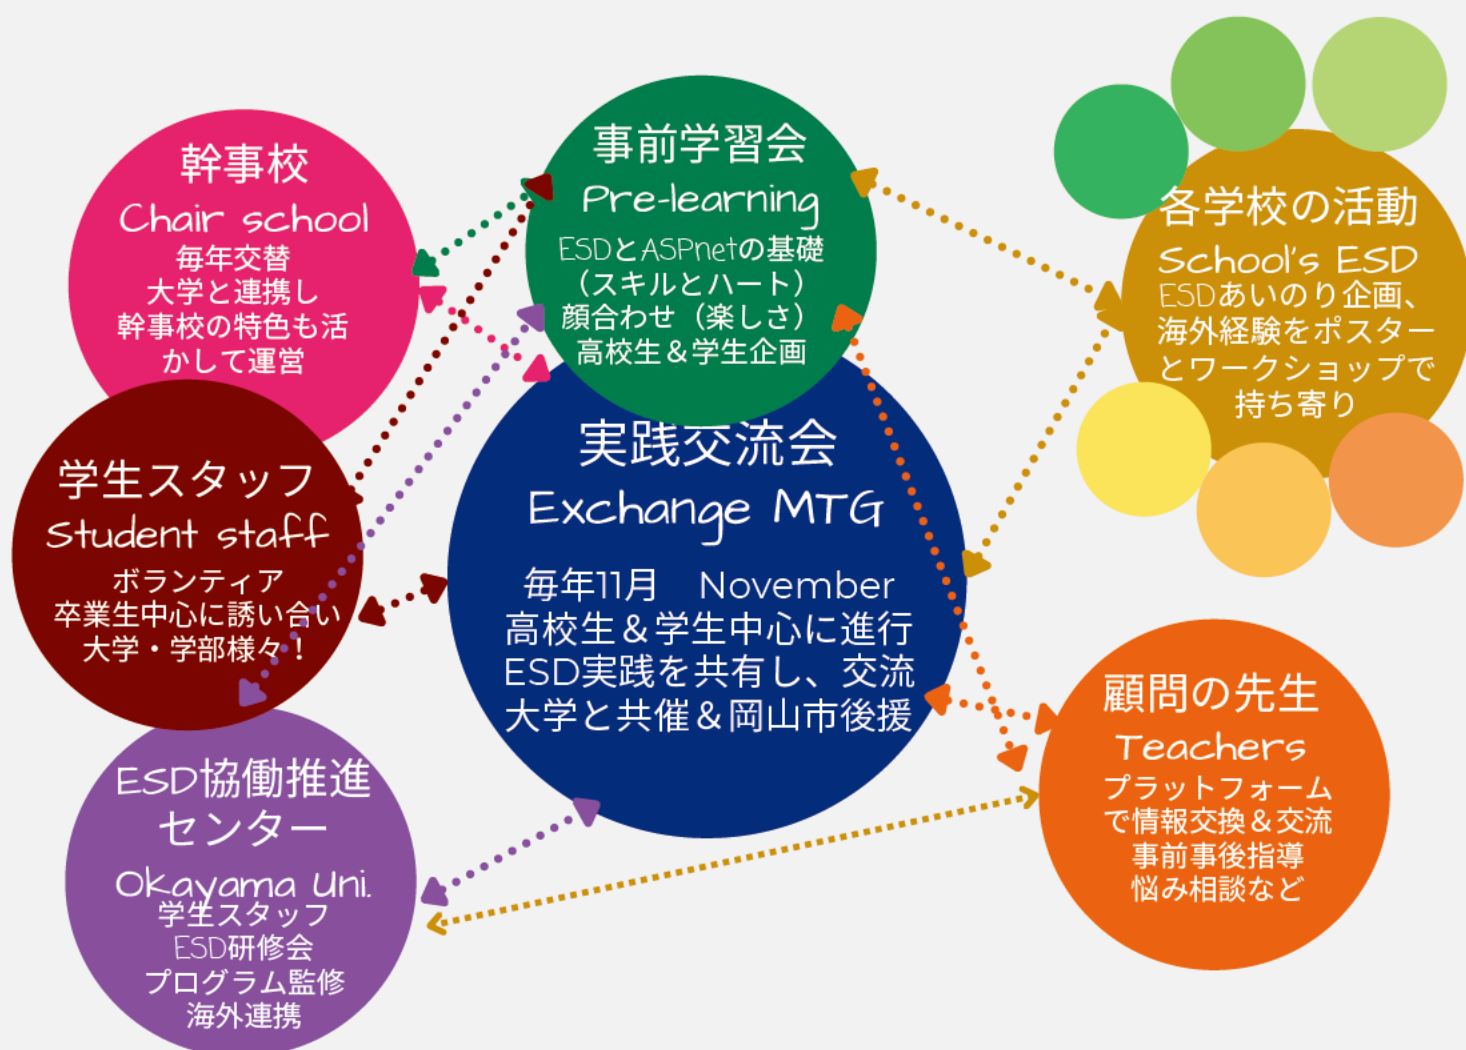 幹事校
Chair school
毎年交替
大学と連携し
幹事校の特色も活
かして運営
事前学習会
Pre-learning
ESDとASPnetの基礎
（スキルとハート）
顔合わせ（楽しさ）
高校生＆学生企画
各学校の活動
School's ESD
ESDあいのり企画、
海外経験をポスター
とワークショップで
持ち寄り
学生スタッフ
Student staff
ボランティア
卒業生中心に誘い合い
大学・学部様々！
実践交流会
Exchange MTG
毎年11月　November
高校生＆学生中心に進行
ESD実践を共有し、交流
大学と共催＆岡山市後援
ESD協働推進
センター
Okayama Uni.
学生スタッフ
ESD研修会
プログラム監修
海外連携
顧問の先生
Teachers
プラットフォーム
で情報交換＆交流
事前事後指導
悩み相談など